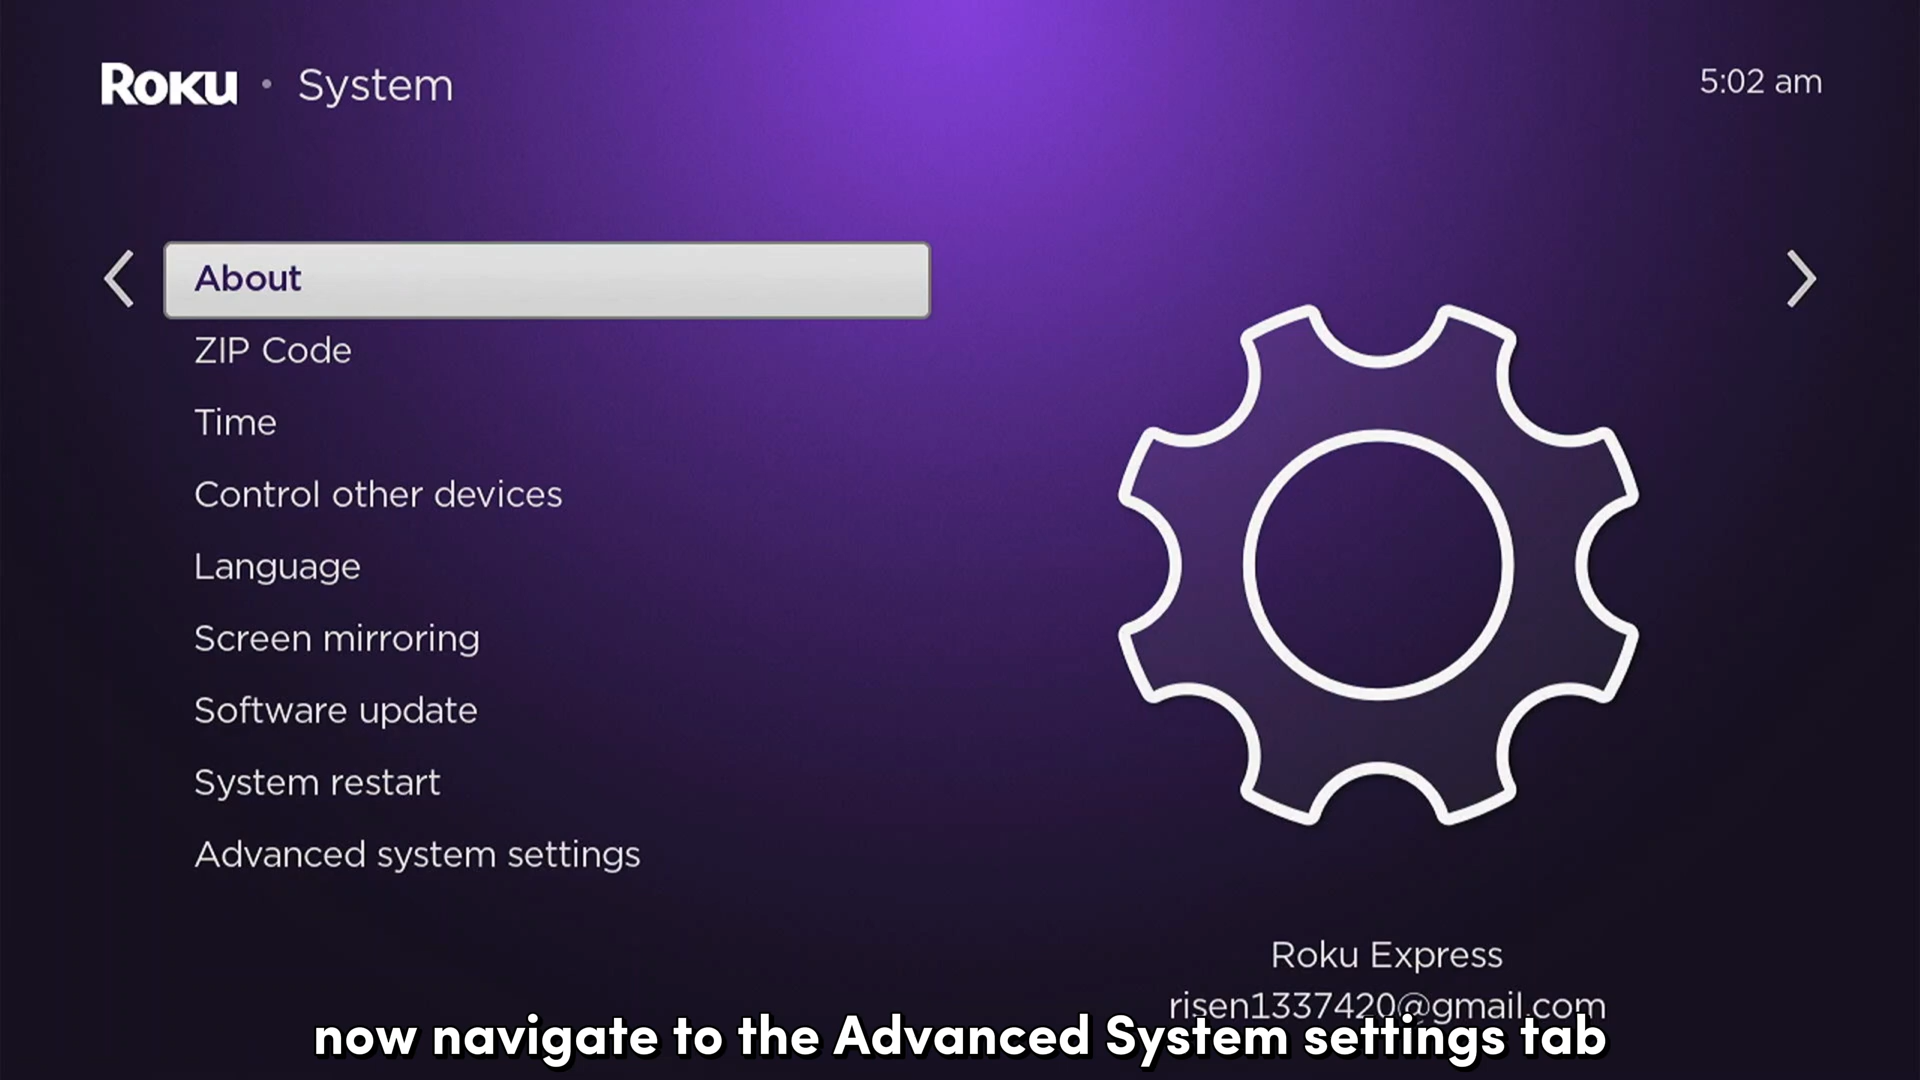 Roku • System
5:02 am
About
ZIP Code
Time
Control other devices
Language
Screen mirroring
Software update
System restart
Advanced system settings
Roku Express
risen1337420@gmail.com
now navigate to the Advanced System settings tab